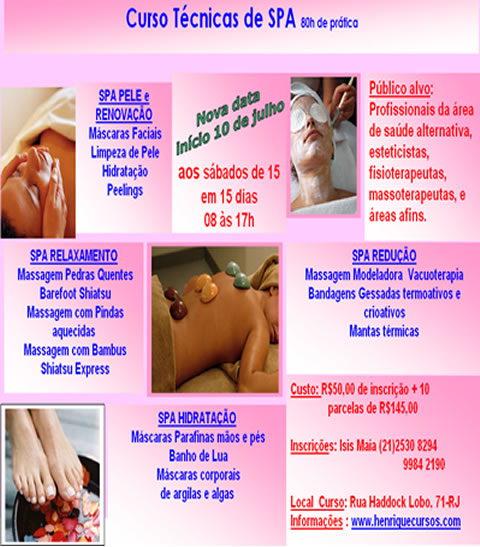 Curso Técnicas de SPA 80h de prática
SPA PELE e
RENOVAÇÃO
Máscaras Faciais
Limpeza de Pele
Hidratação
Peelings
Nova data
início 10 de julho
aos sábados de 15
em 15 dias
08 às 17h
Público alvo:
Profissionais da área
de saúde alternativa,
esteticistas,
fisioterapeutas,
massoterapeutas, e
áreas afins.
SPA RELAXAMENTO
Massagem Pedras Quentes
Barefoot Shiatsu
Massagem com Pindas
aquecidas
Massagem com Bambus
Shiatsu Express
SPA REDUÇÃO
Massagem Modeladora Vacuoterapia
Bandagens Gessadas termoativos e
crioativos
Mantas térmicas
SPA HIDRATAÇÃO
Máscaras Parafinas mãos e pés
Banho de Lua
Máscaras corporais
de argilas e algas
Custo: R$50,00 de inscrição + 10
parcelas de R$145,00
Inscrições: Isis Maia (21)2530 8294
9984 2190
Local Curso: Rua Haddock Lobo, 71-RJ
Informações : www.henriquecursos.com